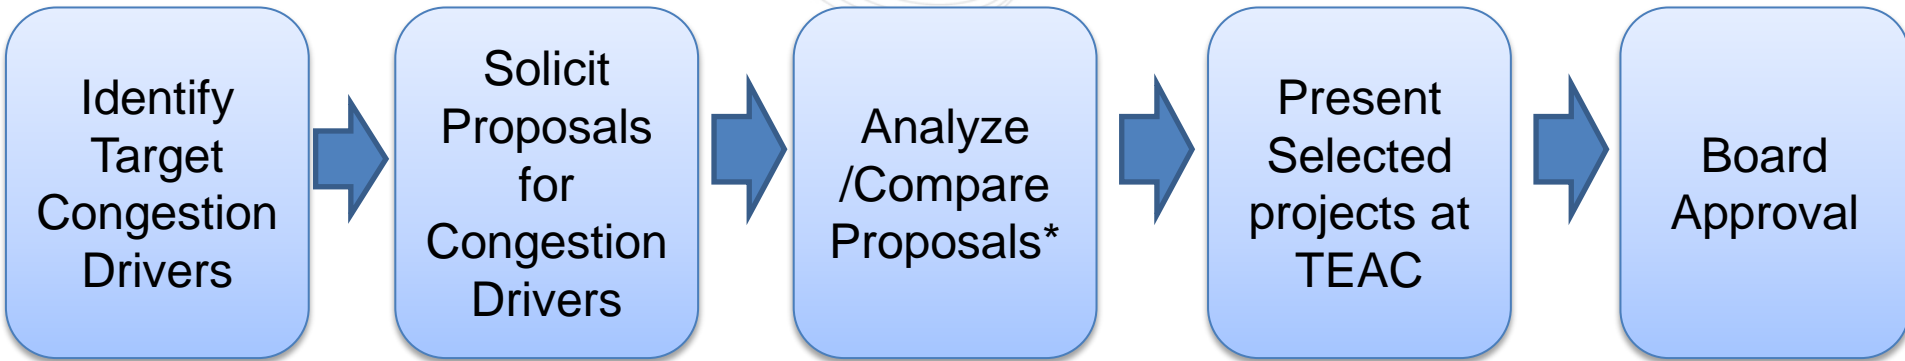 Identify
Target
Congestion
Drivers
Solicit
Proposals
for
Congestion
Drivers
Analyze
/Compare
Proposals*
Present
Selected
projects at
TEAC
Board
Approval